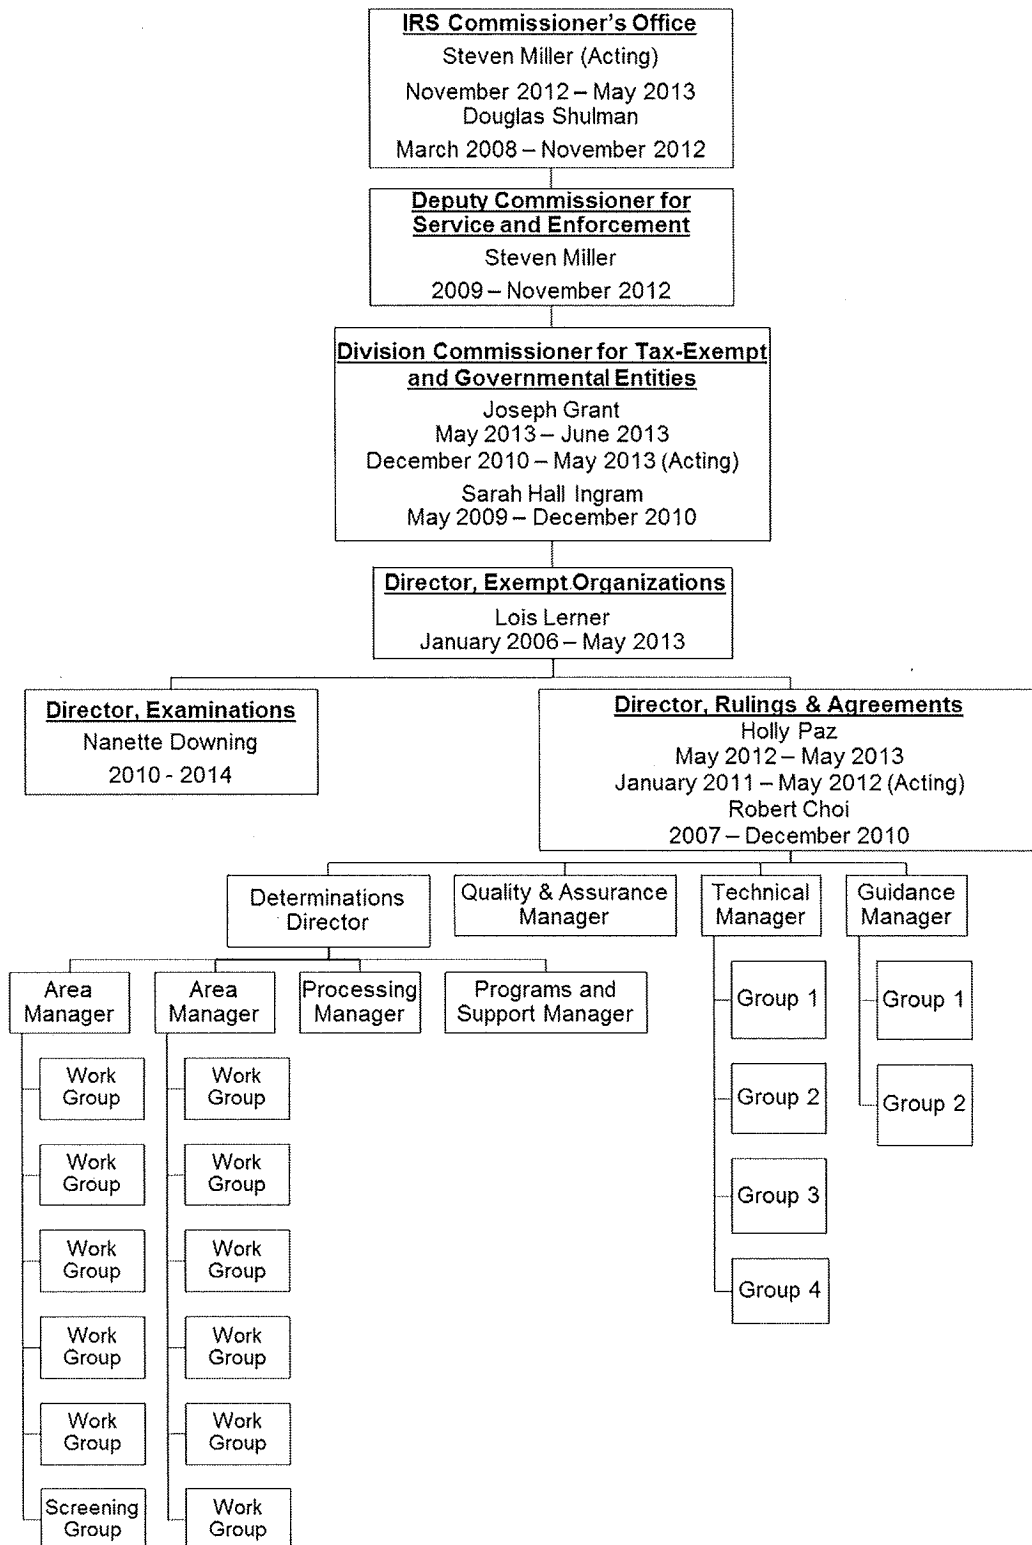 IRS Commissioner's Office
Steven Miller (Acting)
November 2012 – May 2013
Douglas Shulman
March 2008 – November 2012
Deputy Commissioner for
Service and Enforcement
Steven Miller
2009 – November 2012
Division Commissioner for Tax-Exempt
and Governmental Entities
Joseph Grant
May 2013 – June 2013
December 2010 – May 2013 (Acting)
Sarah Hall Ingram
May 2009 – December 2010
Director, Exempt Organizations
Lois Lerner
January 2006 – May 2013
Director, Examinations
Nanette Downing
2010 - 2014
Director, Rulings & Agreements
Holly Paz
May 2012 – May 2013
January 2011 – May 2012 (Acting)
Robert Choi
2007 – December 2010
Determinations
Director
Quality & Assurance
Manager
Technical
Manager
Guidance
Manager
Area
Manager
Area
Manager
Processing
Manager
Programs and
Support Manager
Work
Group
Work
Group
Work
Group
Work
Group
Work
Group
Screening
Group
Work
Group
Work
Group
Work
Group
Work
Group
Work
Group
Work
Group
Group 1
Group 2
Group 3
Group 4
Group 1
Group 2